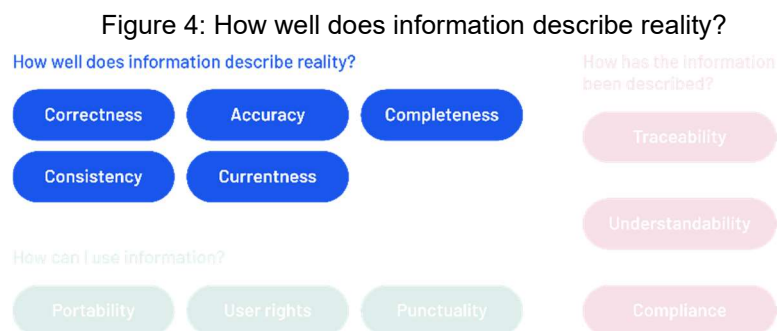 Figure 4: How well does information describe reality?
How well does information describe reality?
Correctness
Accuracy
Completeness
Consistency
Currentness
How has the information
been described?
Traceability
Understandability
Compliance
How can I use information?
Portability
User rights
Punctuality